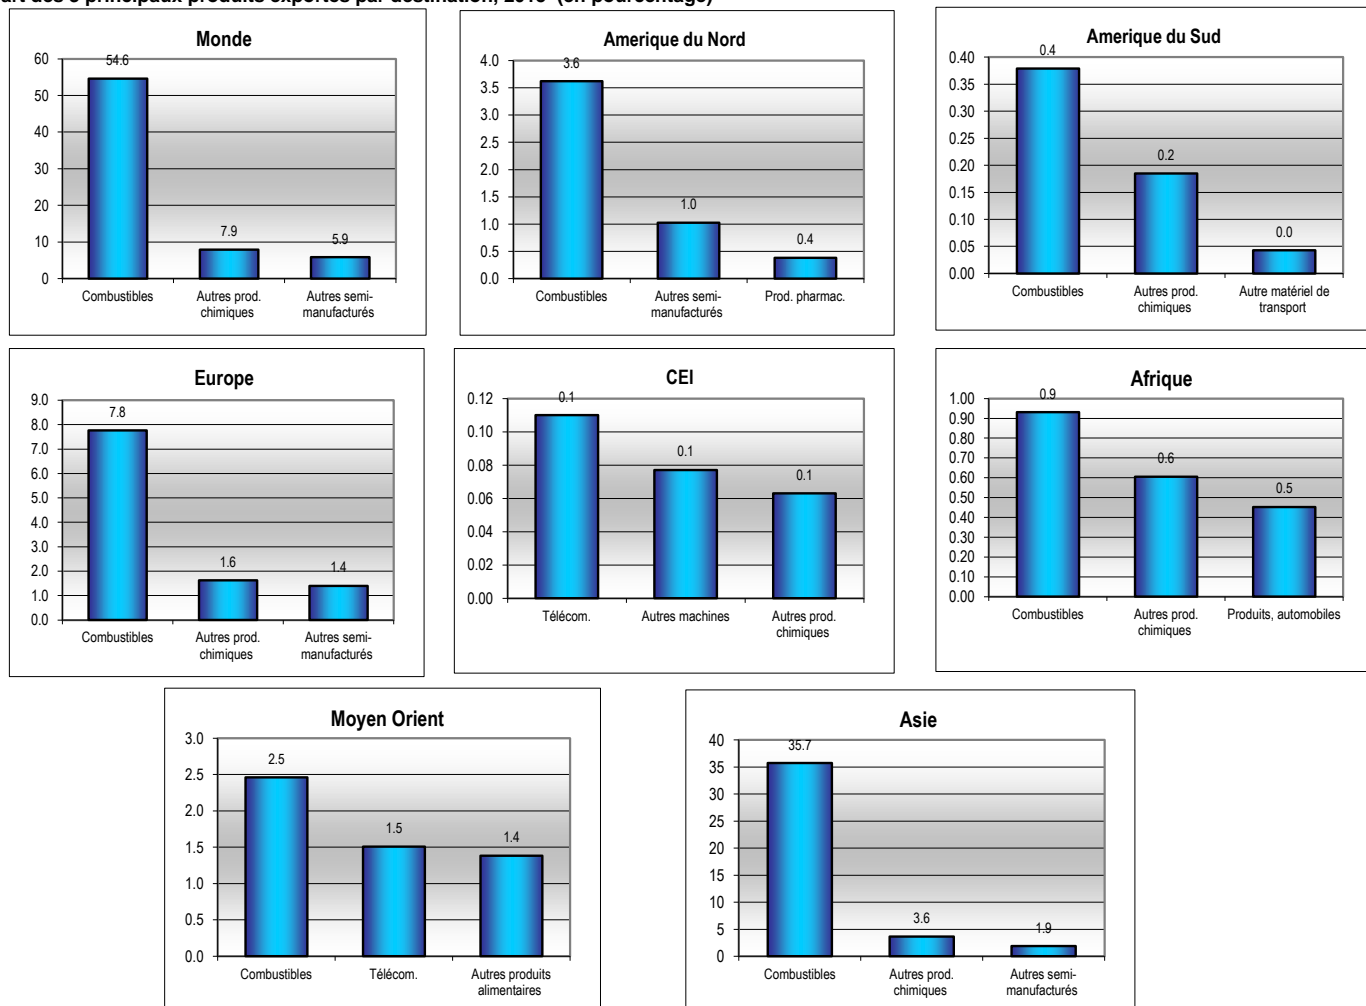 des 3 principaux produits exportés par destination, 2013 (en pourcentage)
Monde
60
50
40
30
20
10
0
54.6
7.9
5.9
Combustibles
Autres prod.
chimiques
Autres semi-
manufacturés
Amerique du Nord
4.0
3.5
3.0
2.5
2.0
1.5
1.0
0.5
0.0
3.6
1.0
0.4
Combustibles
Autres semi-
manufacturés
Prod. pharmac.
Amerique du Sud
0.40
0.35
0.30
0.25
0.20
0.15
0.10
0.05
0.00
0.4
0.2
0.0
Combustibles
Autres prod.
chimiques
Autre matériel de
transport
Europe
9.0
8.0
7.0
6.0
5.0
4.0
3.0
2.0
1.0
0.0
7.8
1.6
1.4
Combustibles
Autres prod.
chimiques
Autres semi-
manufacturés
CEI
0.12
0.10
0.08
0.06
0.04
0.02
0.00
0.1
0.1
0.1
Télécom.
Autres machines
Autres prod.
chimiques
Afrique
1.00
0.90
0.80
0.70
0.60
0.50
0.40
0.30
0.20
0.10
0.00
0.9
0.6
0.5
Combustibles
Autres prod.
chimiques
Produits, automobiles
Moyen Orient
3.0
2.5
2.0
1.5
1.0
0.5
0.0
2.5
1.5
1.4
Combustibles
Télécom.
Autres produits
alimentaires
Asie
40
35
30
25
20
15
10
5
0
35.7
3.6
1.9
Combustibles
Autres prod.
chimiques
Autres semi-
manufacturés